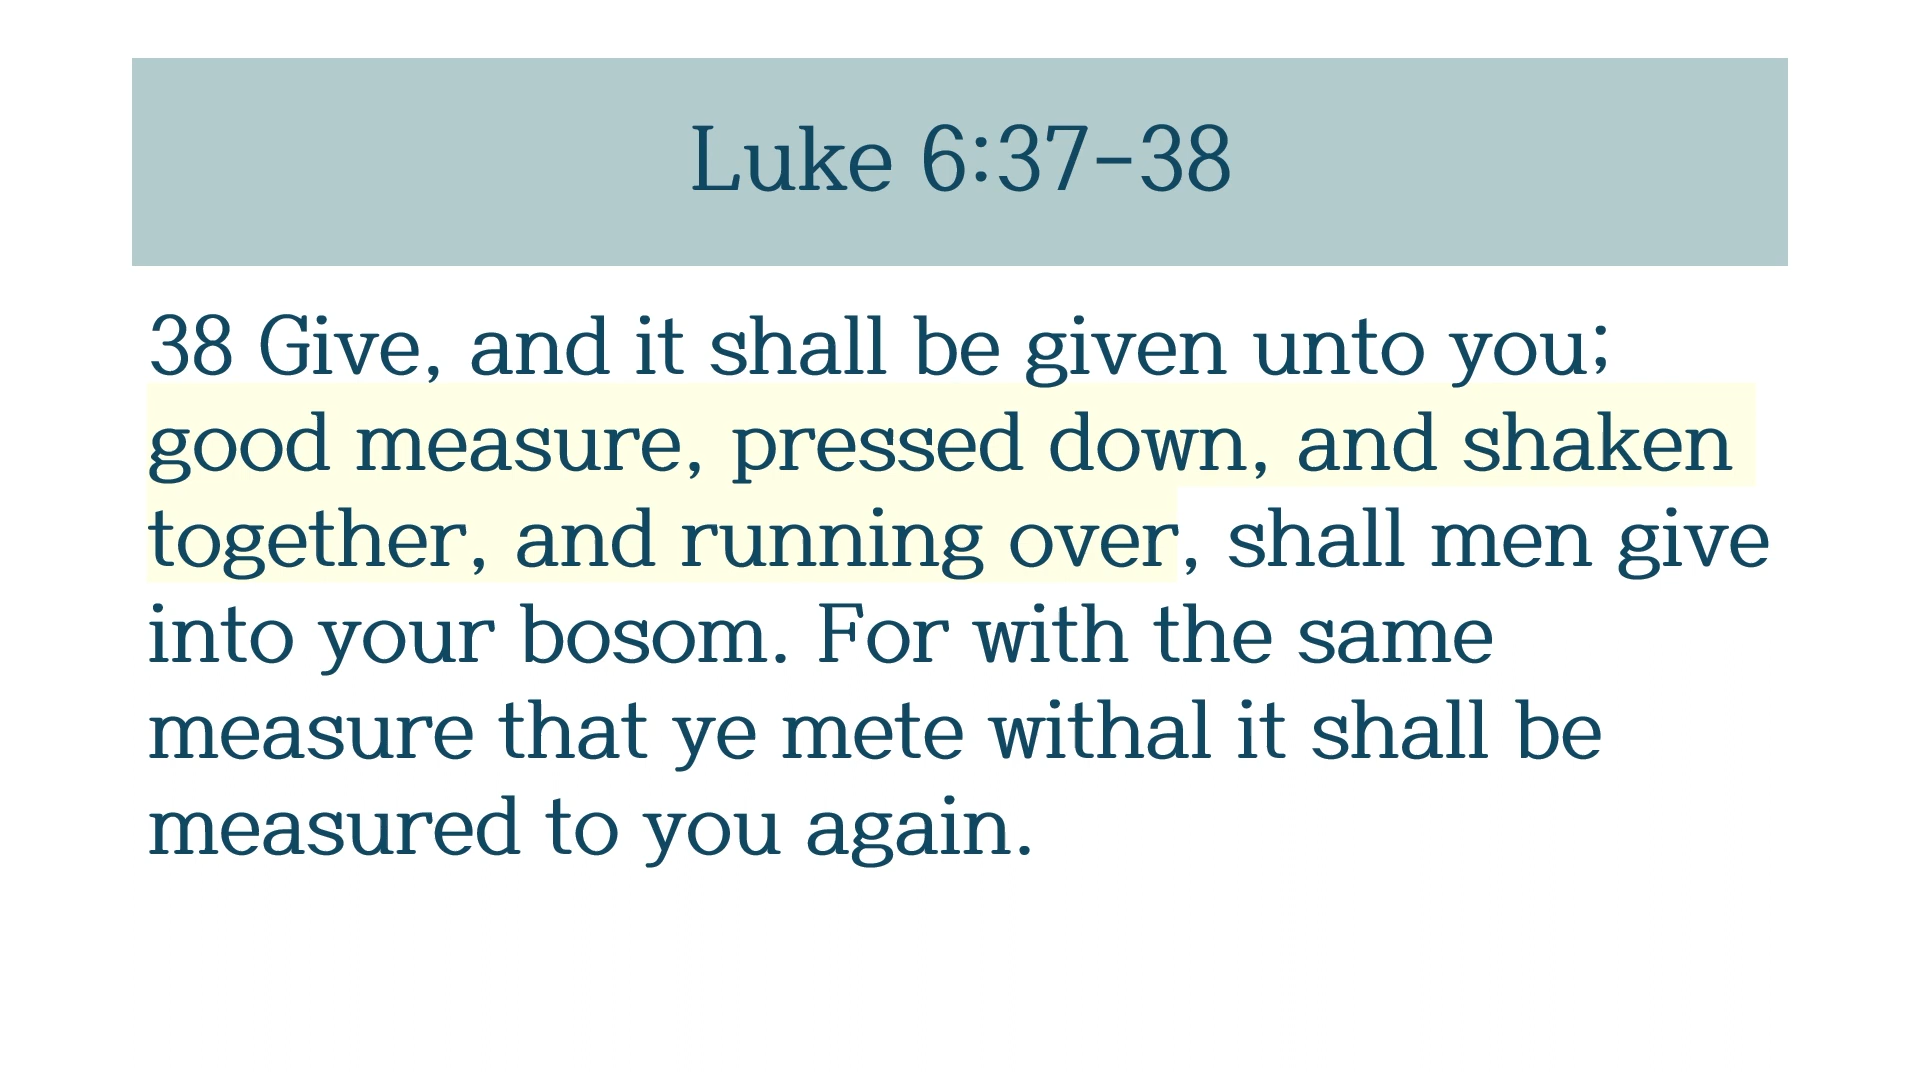 Luke 6:37-38
38 Give, and it shall be given unto you;
good measure, pressed down, and shaken
together, and running over, shall men give
into your bosom. For with the same
measure that ye mete withal it shall be
measured to you again.